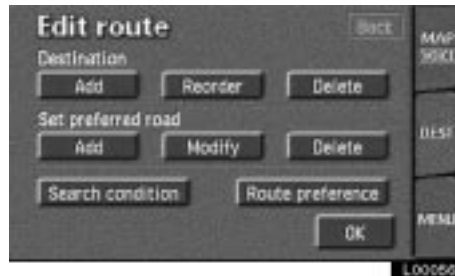 Edit route Back
Destination
Add Reorder Delete
Set preferred road
Add Modify Delete
Search condition Route preference
OK
MAP
VOICE
DEST
MENU